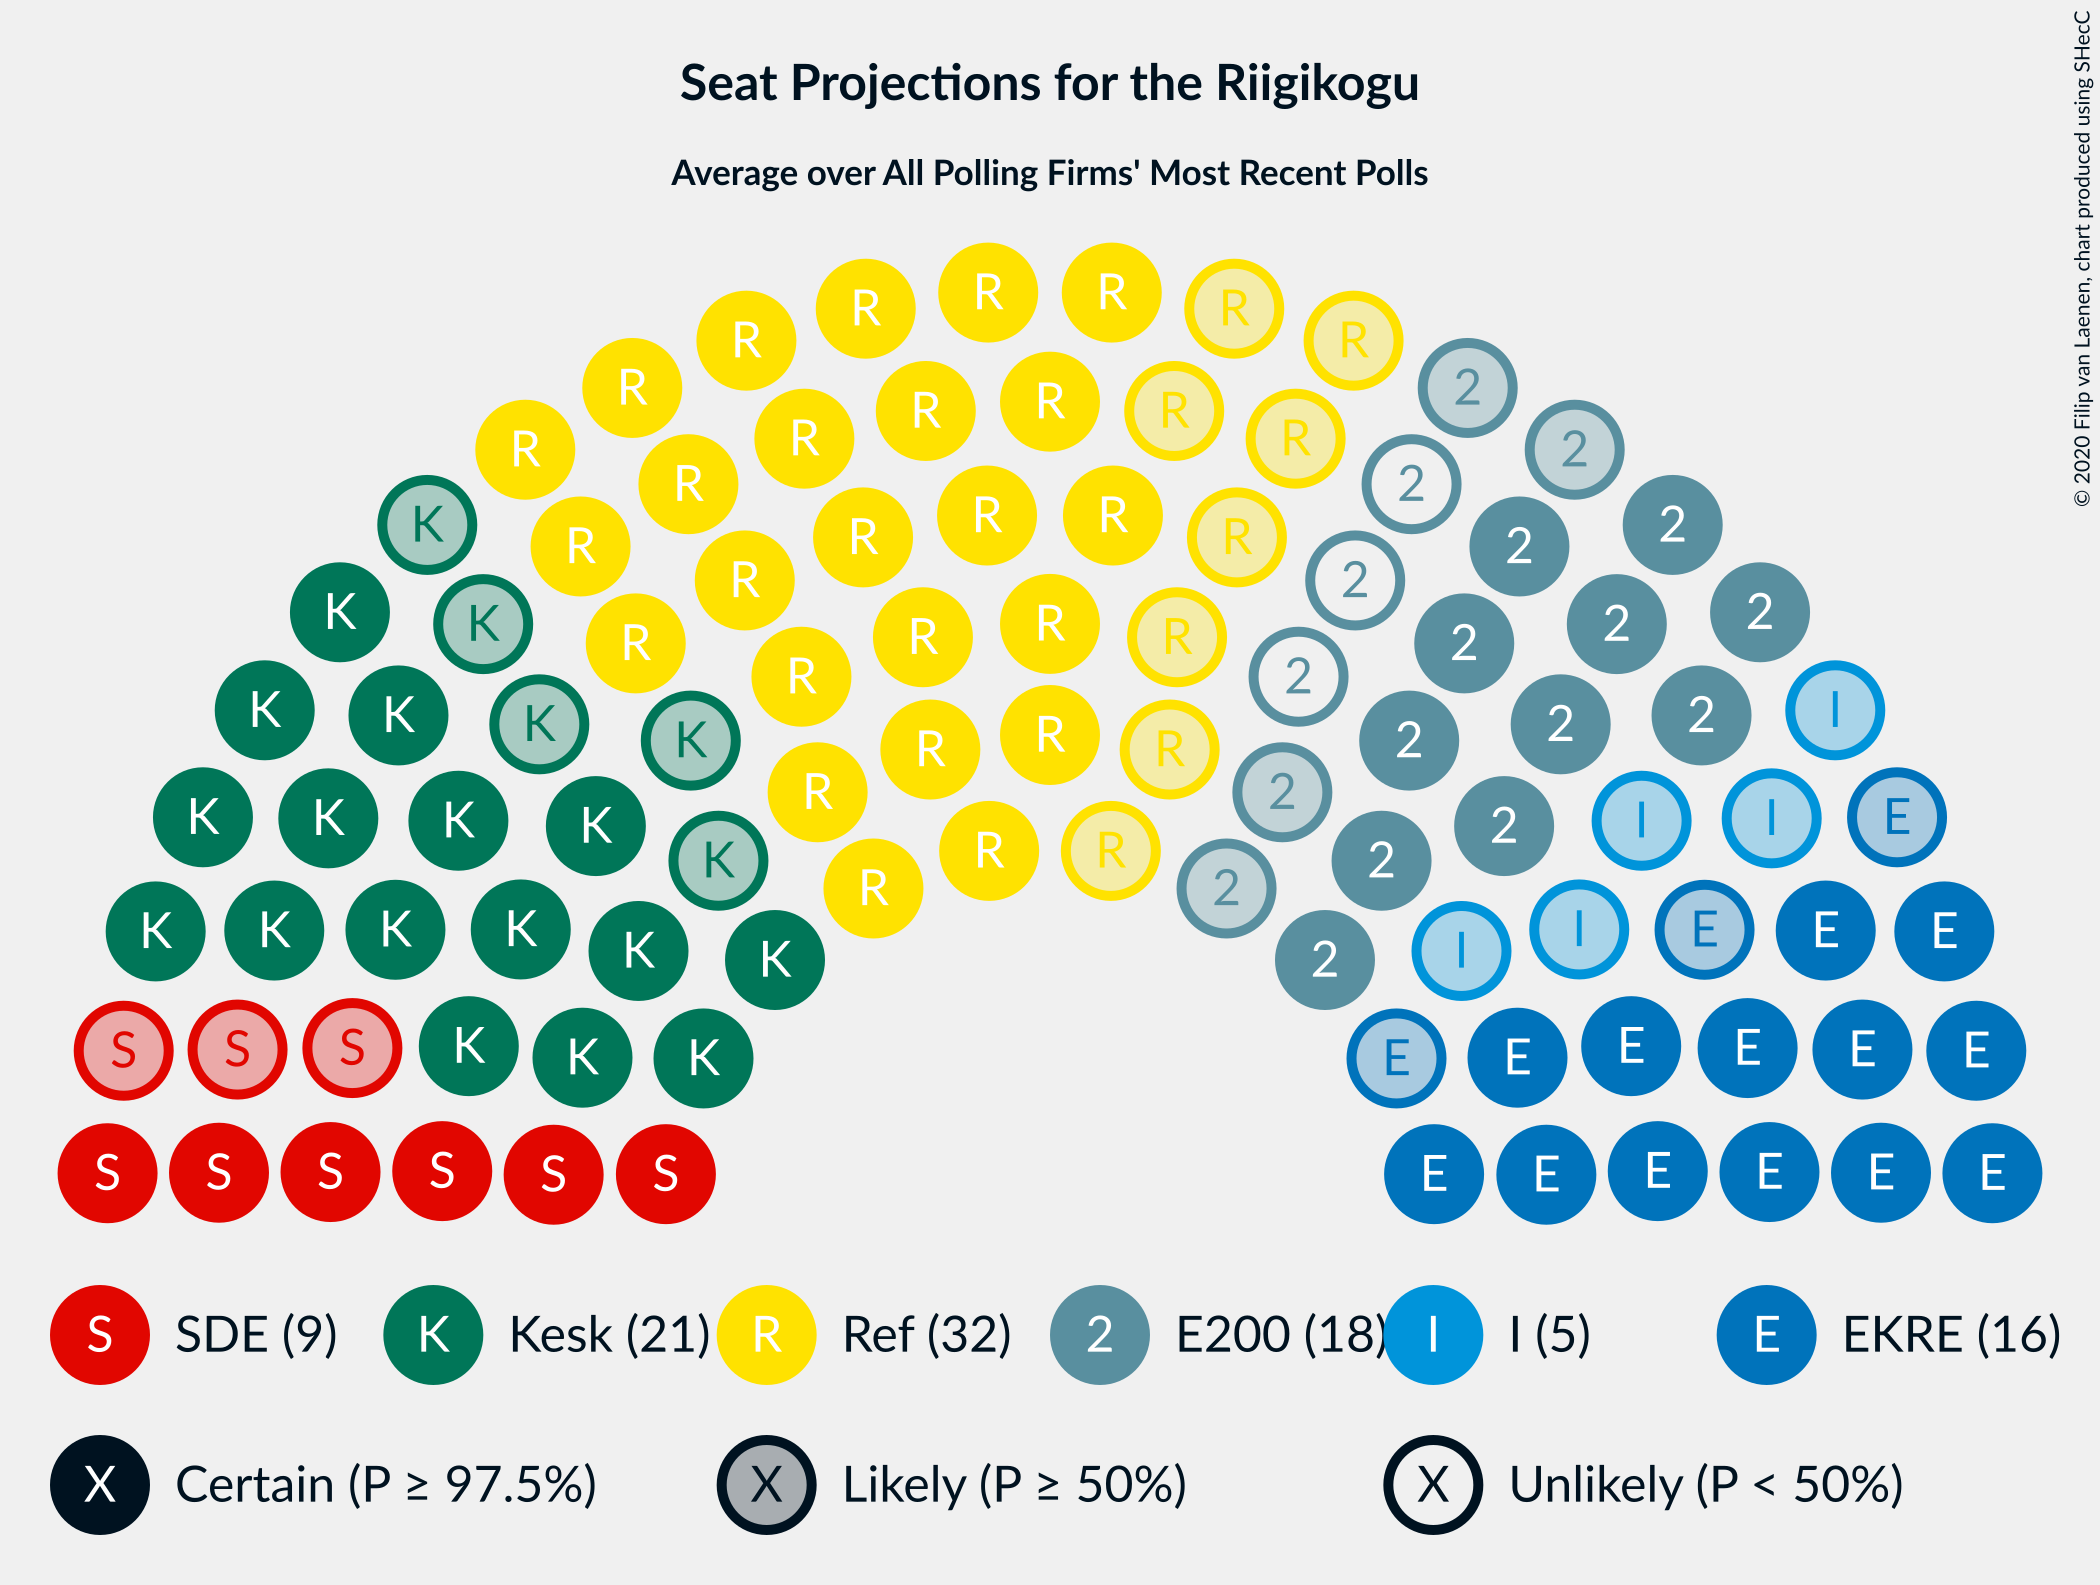 Seat Projections for the Riigikogu
Average over All Polling Firms' Most Recent Polls
© 2020 Filip van Laenen, chart produced using SHecC
R R
R R
R R
R 2
R
R R
R R
R 2
R 2
R R
K 2
R R
R 2
R 2
K 2
K R 2
R R
R 2
R 2
K I
K 2
K 2
R
K 2
R R
R 2
K K I E
K I
K 2
R R
K 2
R 2
K K K K I E E E
K I
K 2
S S S K K K E E E E E E
S S S S S S E E E E E E
S SDE (9) K Kesk (21) R Ref (32) 2 E200 (18) I I (5) E EKRE (16)
X Certain (P ≥ 97.5%) X Likely (P ≥ 50%) X Unlikely (P < 50%)